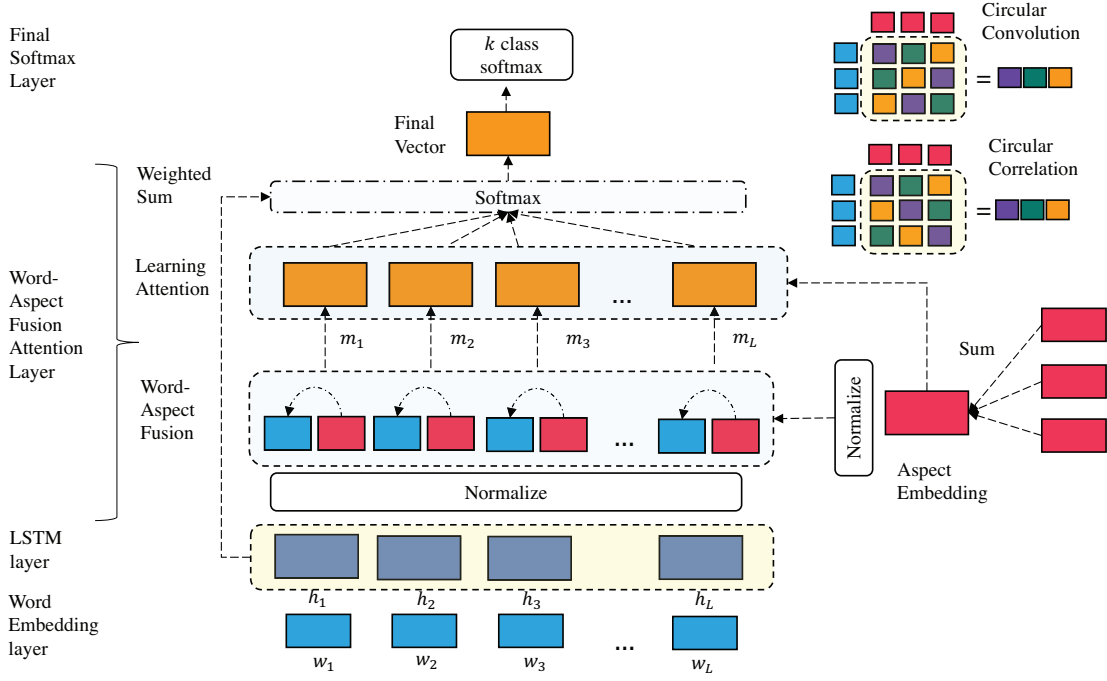 Final
Softmax
Layer
k class
softmax
Final
Vector
Circular
Convolution
=
Circular
Correlation
=
Weighted
Sum
Softmax
Learning
Attention
...
m1 m2 m3 mL
Word-
Aspect
Fusion
Attention
Layer
Word-
Aspect
Fusion
...
Normalize
Sum
Aspect
Embedding
Normalize
LSTM
layer
h1 h2 h3 hL
Word
Embedding
layer
...
w1 w2 w3 wL